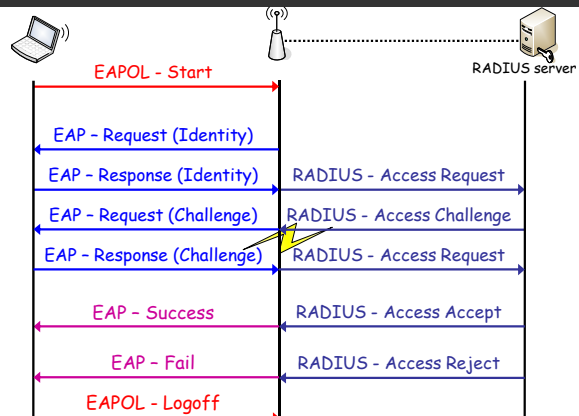 RADIUS server
EAPOL - Start
EAP - Request (Identity)
EAP - Response (Identity) RADIUS - Access Request
EAP - Request (Challenge) RADIUS - Access Challenge
EAP - Response (Challenge) RADIUS - Access Request
EAP - Success RADIUS - Access Accept
EAP - Fail RADIUS - Access Reject
EAPOL - Logoff